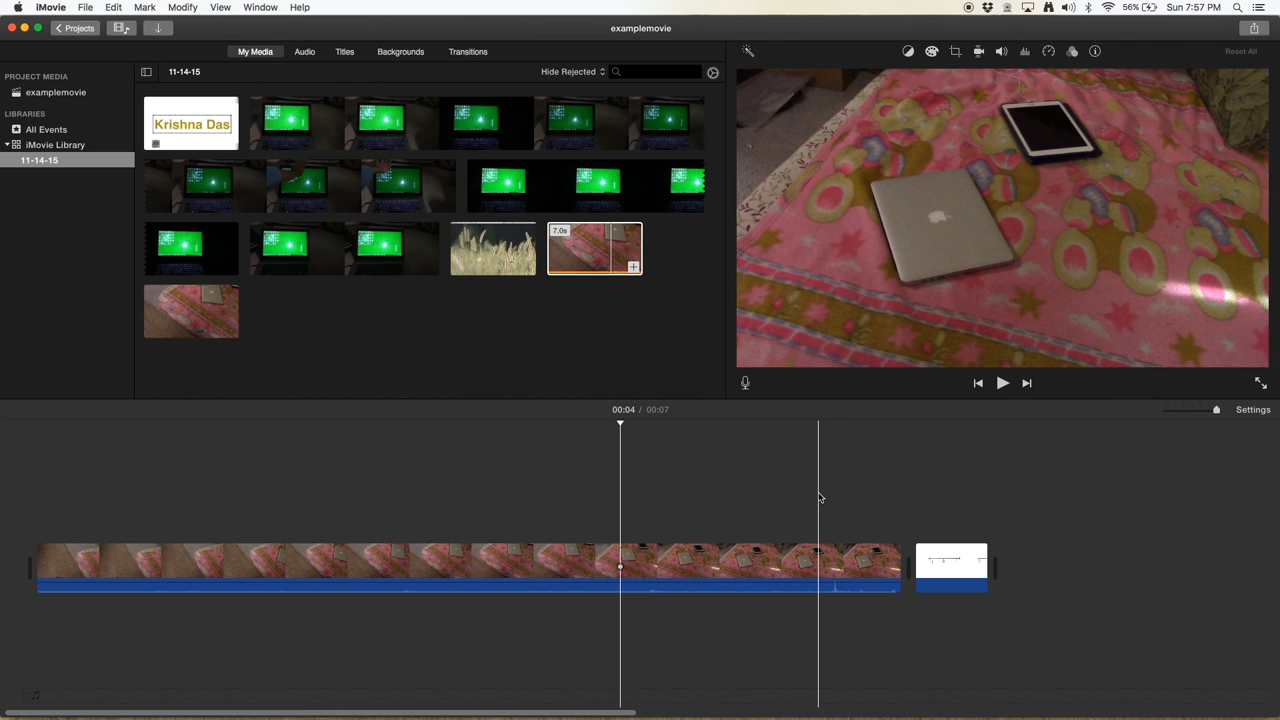 iMovie File Edit Mark Modify View Window Help 56% Sun 7:57 PM
Projects examplemovie
My Media Audio Titles Backgrounds Transitions Reset All
PROJECT MEDIA 11-14-15 Hide Rejected
examplemovie
LIBRARIES
All Events
iMovie Library
11-14-15
Krishna Das
7.0s
00:04 / 00:07 Settings